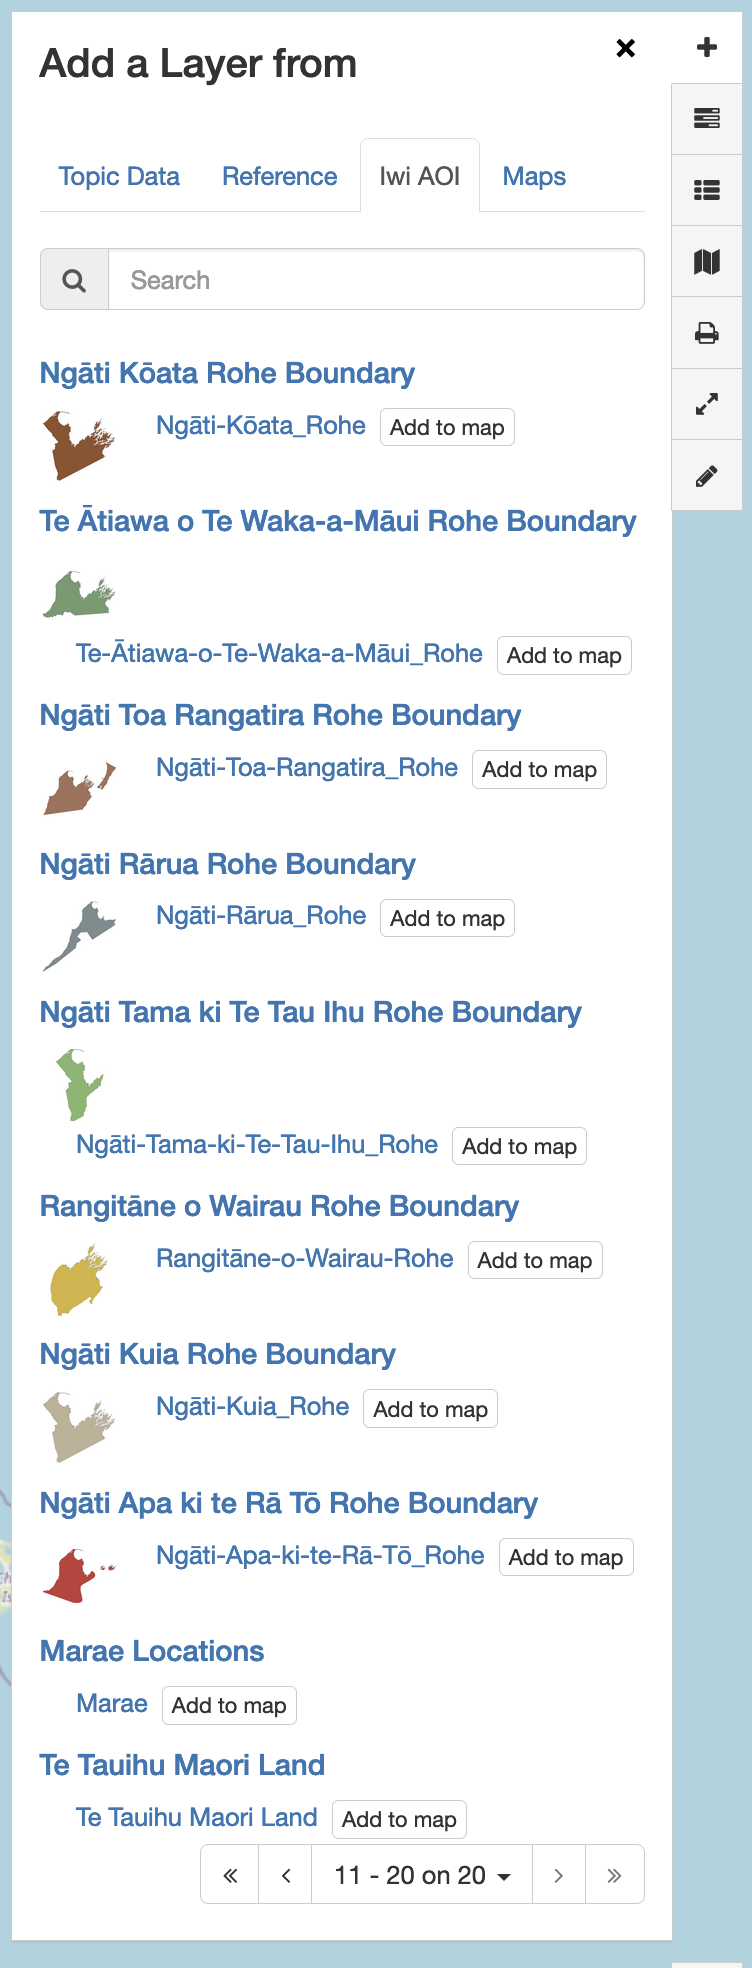 Add a Layer from
Topic Data Reference Iwi AOI Maps
Search
Ngāti Kōata Rohe Boundary
Ngāti-Kōata_Rohe Add to map
Te Ātiawa o Te Waka-a-Māui Rohe Boundary
Te-Ātiawa-o-Te-Waka-a-Māui_Rohe Add to map
Ngāti Toa Rangatira Rohe Boundary
Ngāti-Toa-Rangatira_Rohe Add to map
Ngāti Rārua Rohe Boundary
Ngāti-Rārua_Rohe Add to map
Ngāti Tama ki Te Tau Ihu Rohe Boundary
Ngāti-Tama-ki-Te-Tau-Ihu_Rohe Add to map
Rangitāne o Wairau Rohe Boundary
Rangitāne-o-Wairau-Rohe Add to map
Ngāti Kuia Rohe Boundary
Ngāti-Kuia_Rohe Add to map
Ngāti Apa ki te Rā Tō Rohe Boundary
Ngāti-Apa-ki-te-Rā-Tō_Rohe Add to map
Marae Locations
Marae Add to map
Te Tauihu Maori Land
Te Tauihu Maori Land Add to map
« ‹ 11 - 20 on 20 › »